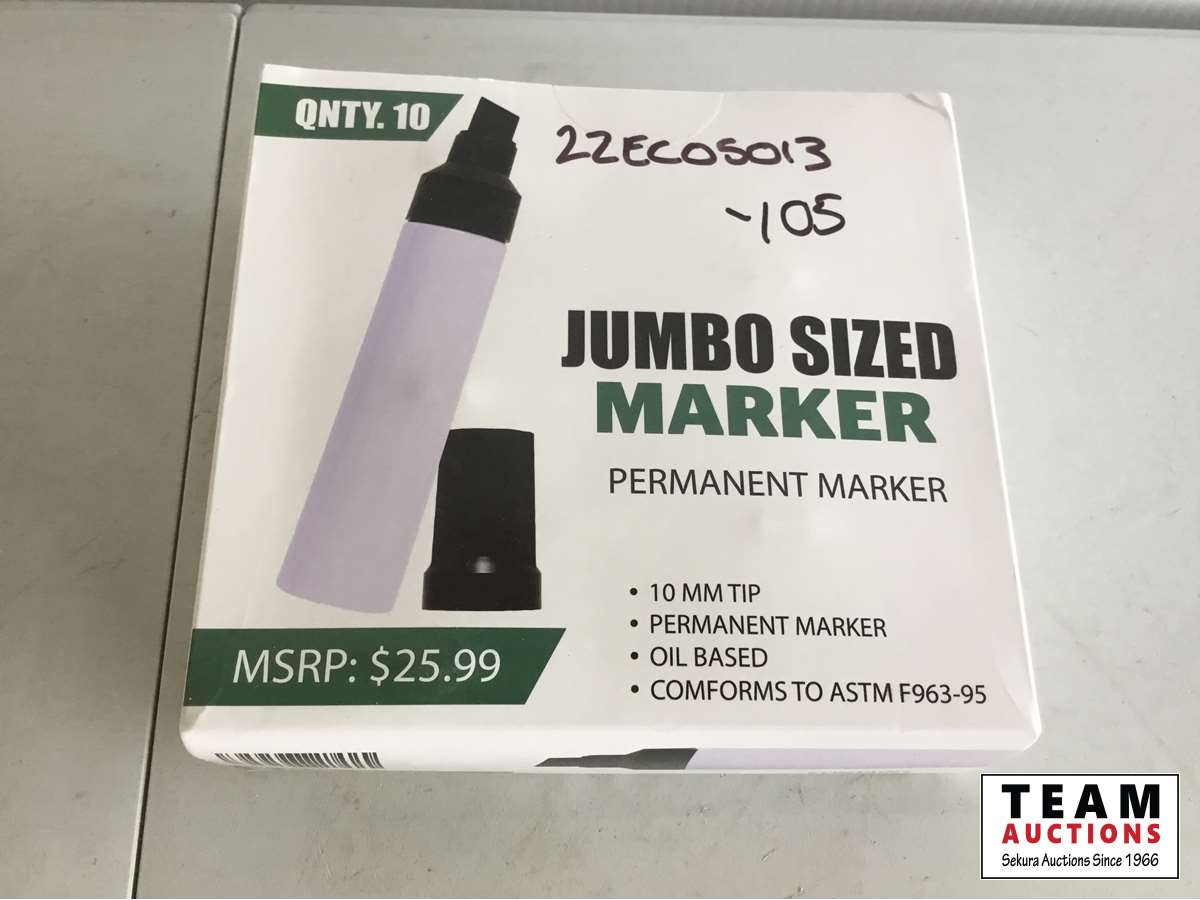 QNTY. 10
22ECO5013
-105
JUMBO SIZED
MARKER
PERMANENT MARKER
• 10 MM TIP
• PERMANENT MARKER
• OIL BASED
• COMFORMS TO ASTM F963-95
MSRP: $25.99
TEAM
AUCTIONS
Sekura Auctions Since 1966